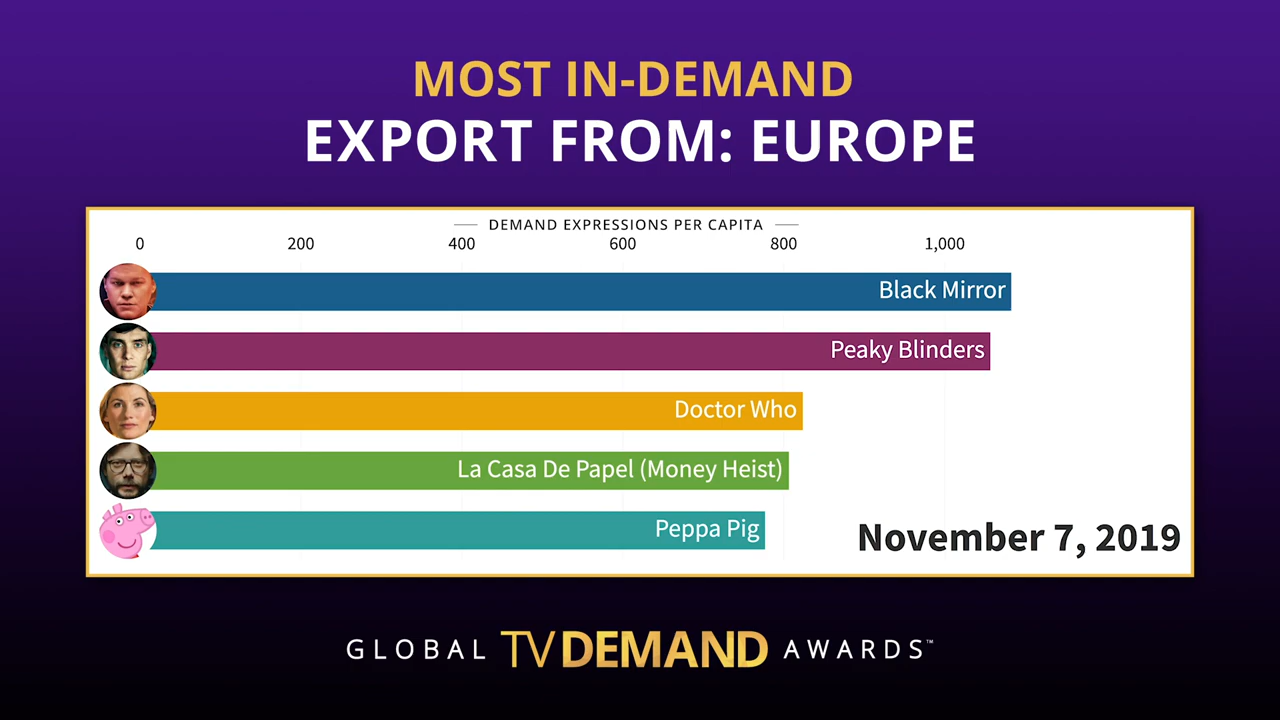 MOST IN-DEMAND
EXPORT FROM: EUROPE
DEMAND EXPRESSIONS PER CAPITA
0 200 400 600 800 1,000
Black Mirror
Peaky Blinders
Doctor Who
La Casa De Papel (Money Heist)
Peppa Pig
November 7, 2019
GLOBAL TV DEMAND AWARDS™